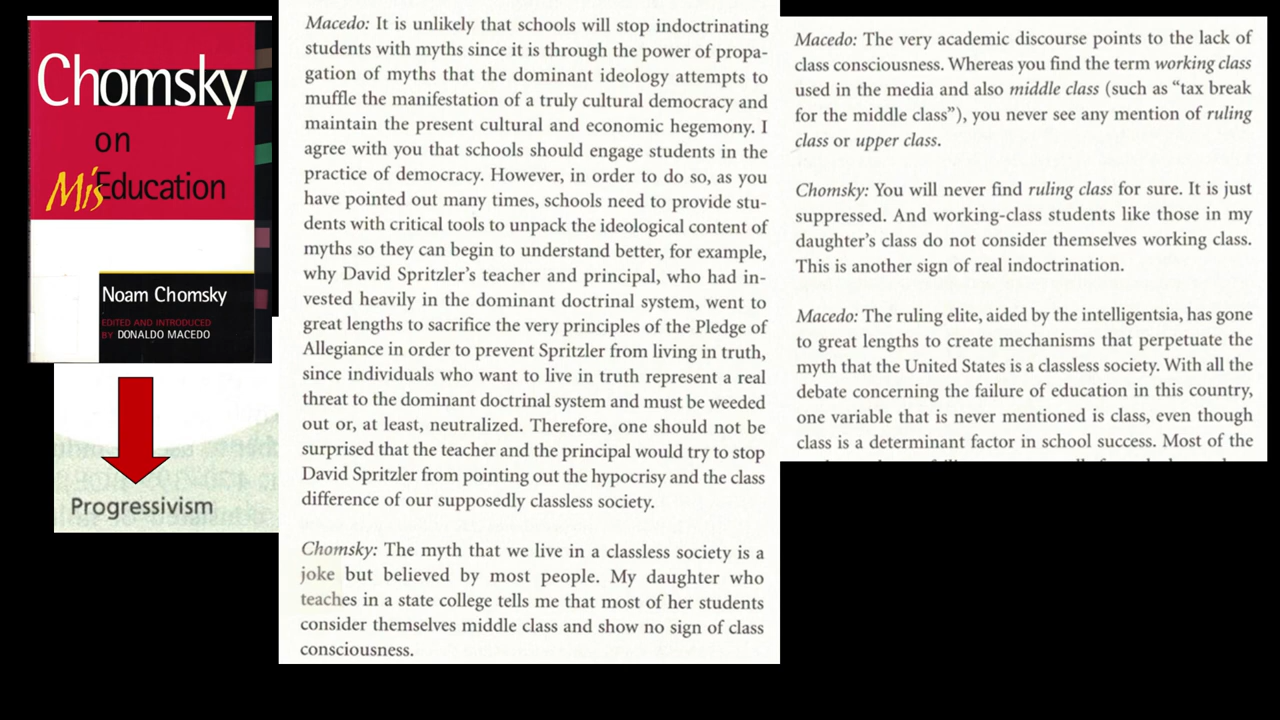 Chomsky
on
MisEducation
Noam Chomsky
EDITED AND INTRODUCED
BY DONALDO MACEDO
Progressivism
Macedo: It is unlikely that schools will stop indoctrinating
students with myths since it is through the power of propa-
gation of myths that the dominant ideology attempts to
muffle the manifestation of a truly cultural democracy and
maintain the present cultural and economic hegemony. I
agree with you that schools should engage students in the
practice of democracy. However, in order to do so, as you
have pointed out many times, schools need to provide stu-
dents with critical tools to unpack the ideological content of
myths so they can begin to understand better, for example,
why David Spritzler's teacher and principal, who had in-
vested heavily in the dominant doctrinal system, went to
great lengths to sacrifice the very principles of the Pledge of
Allegiance in order to prevent Spritzler from living in truth,
since individuals who want to live in truth represent a real
threat to the dominant doctrinal system and must be weeded
out or, at least, neutralized. Therefore, one should not be
surprised that the teacher and the principal would try to stop
David Spritzler from pointing out the hypocrisy and the class
difference of our supposedly classless society.
Chomsky: The myth that we live in a classless society is a
joke but believed by most people. My daughter who
teaches in a state college tells me that most of her students
consider themselves middle class and show no sign of class
consciousness.
Macedo: The very academic discourse points to the lack of
class consciousness. Whereas you find the term working class
used in the media and also middle class (such as “tax break
for the middle class”), you never see any mention of ruling
class or upper class.
Chomsky: You will never find ruling class for sure. It is just
suppressed. And working-class students like those in my
daughter's class do not consider themselves working class.
This is another sign of real indoctrination.
Macedo: The ruling elite, aided by the intelligentsia, has gone
to great lengths to create mechanisms that perpetuate the
myth that the United States is a classless society. With all the
debate concerning the failure of education in this country,
one variable that is never mentioned is class, even though
class is a determinant factor in school success. Most of the